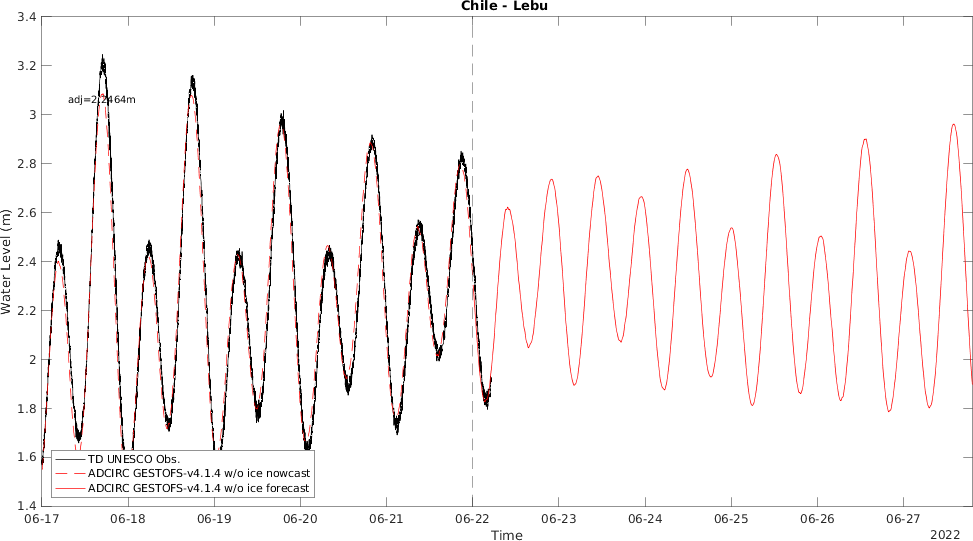 Chile - Lebu
3.4
3.2
3
2.8
2.6
2.4
2.2
2
1.8
1.6
1.4
Water Level (m)
adj=2.2464m
TD UNESCO Obs.
ADCIRC GESTOFS-v4.1.4 w/o ice nowcast
ADCIRC GESTOFS-v4.1.4 w/o ice forecast
06-17 06-18 06-19 06-20 06-21 06-22 06-23 06-24 06-25 06-26 06-27
Time
2022